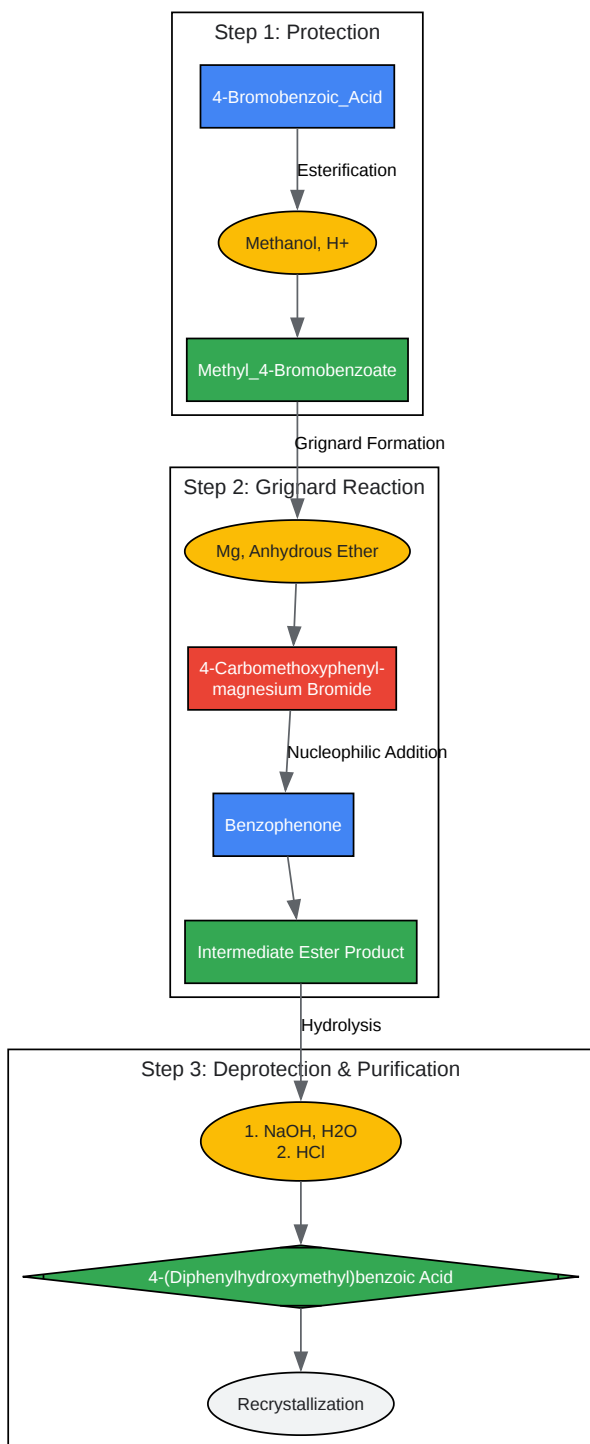 Step 1: Protection
4-Bromobenzoic_Acid
Esterification
Methanol, H+
Methyl_4-Bromobenzoate
Grignard Formation
Step 2: Grignard Reaction
Mg, Anhydrous Ether
4-Carbomethoxyphenyl-
magnesium Bromide
Nucleophilic Addition
Benzophenone
Intermediate Ester Product
Hydrolysis
Step 3: Deprotection & Purification
1. NaOH, H2O
2. HCl
4-(Diphenylhydroxymethyl)benzoic Acid
Recrystallization